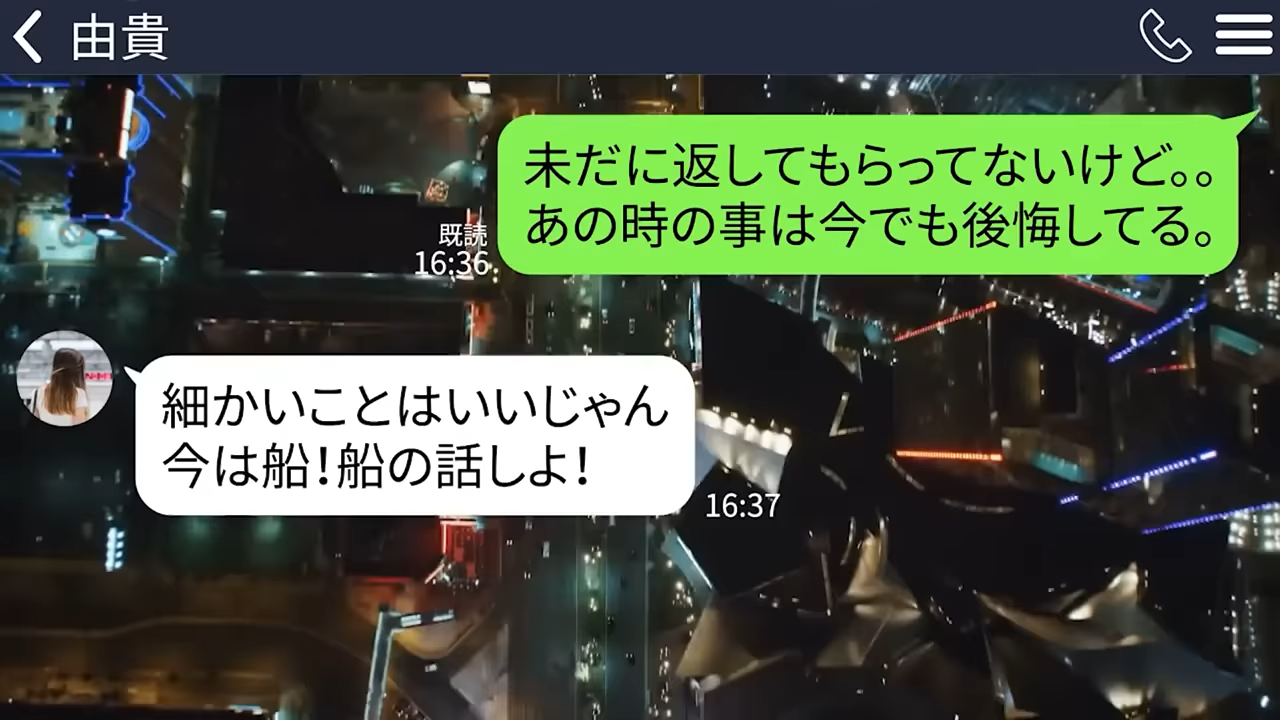 由貴
未だに返してもらってないけど。。
あの時の事は今でも後悔してる。
既読
16:36
細かいことはいいじゃん
今は船！船の話しよ！
16:37